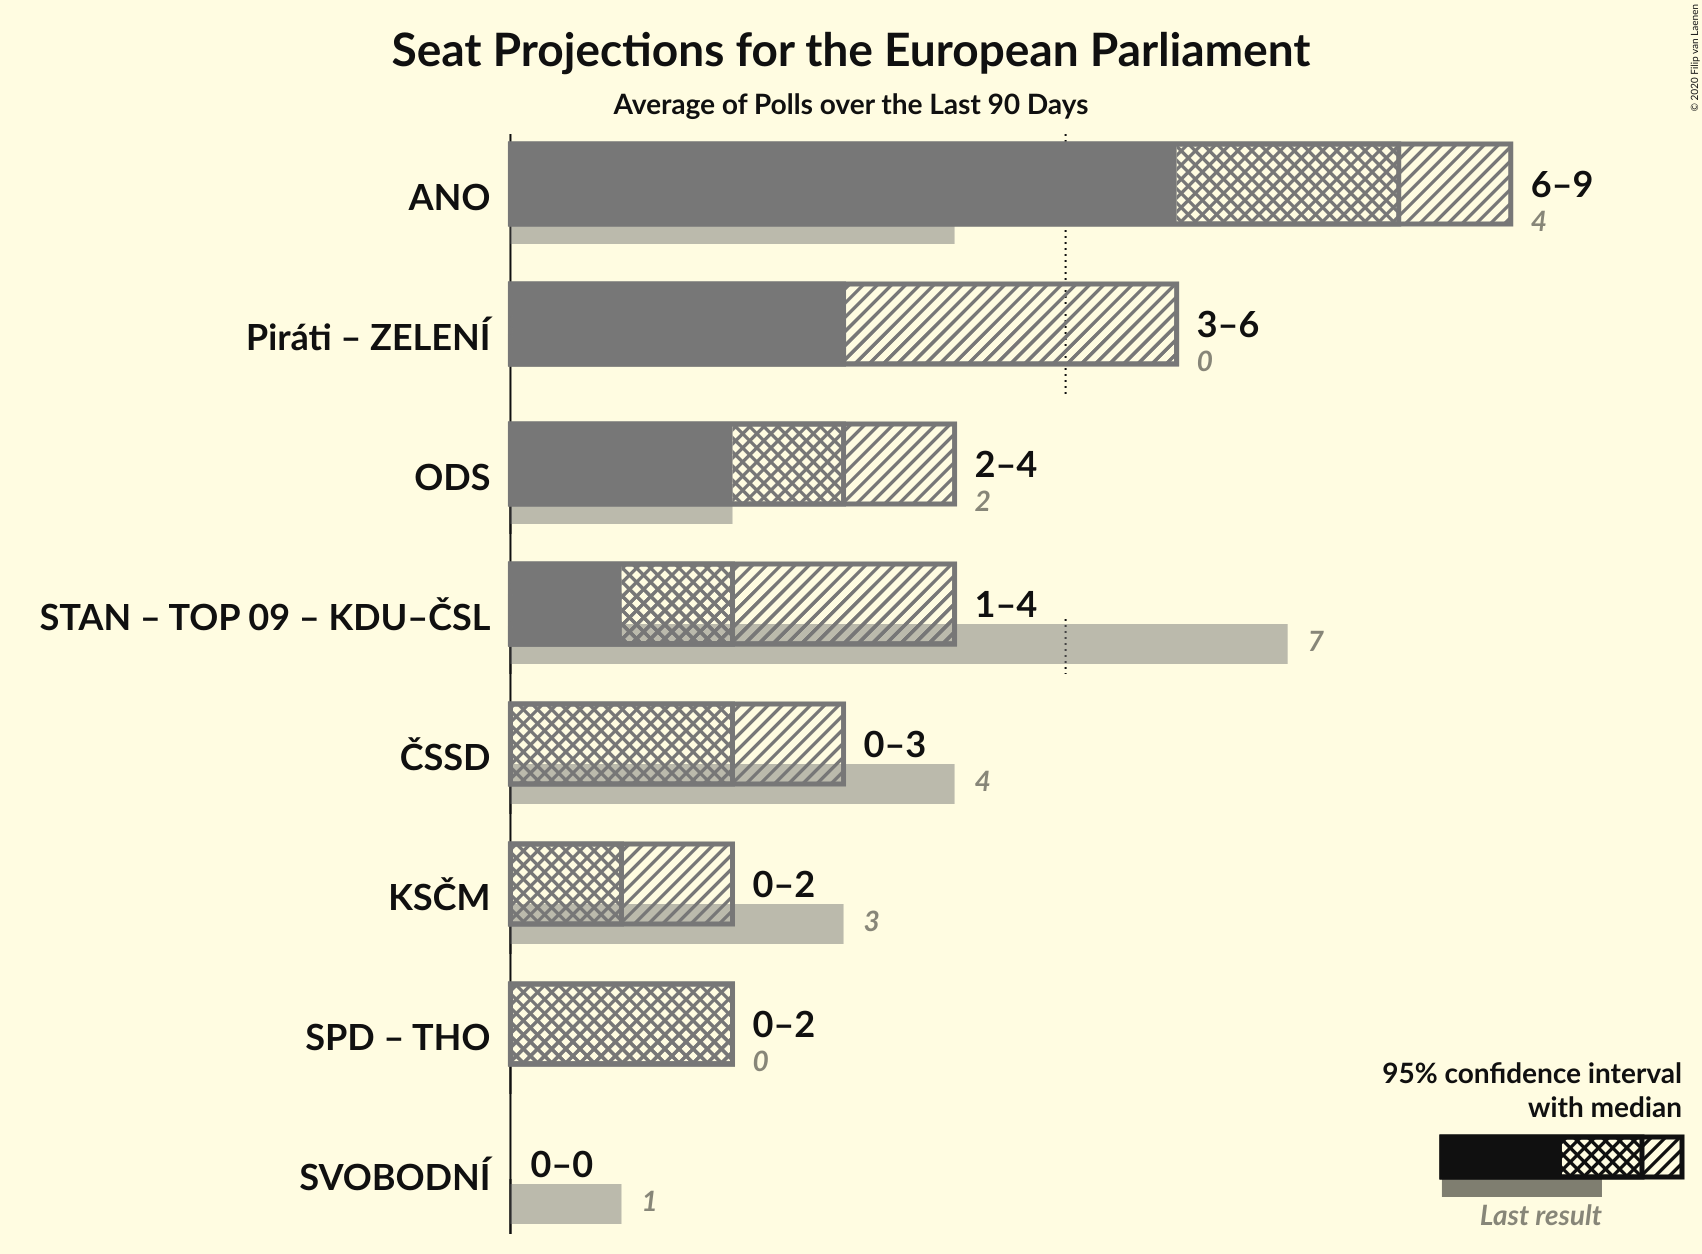 Seat Projections for the European Parliament
Average of Polls over the Last 90 Days
© 2020 Filip van Laenen
ANO
6–9
4
Piráti – ZELENÍ
3–6
0
ODS
2–4
2
STAN – TOP 09 – KDU–ČSL
1–4
7
ČSSD
0–3
4
KSČM
0–2
3
SPD – THO
0–2
0
SVOBODNÍ
0–0
1
95% confidence interval
with median
Last result